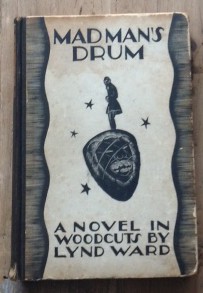 MADMAN'S
DRUM
A NOVEL IN
WOODCUTS BY
LYND WARD